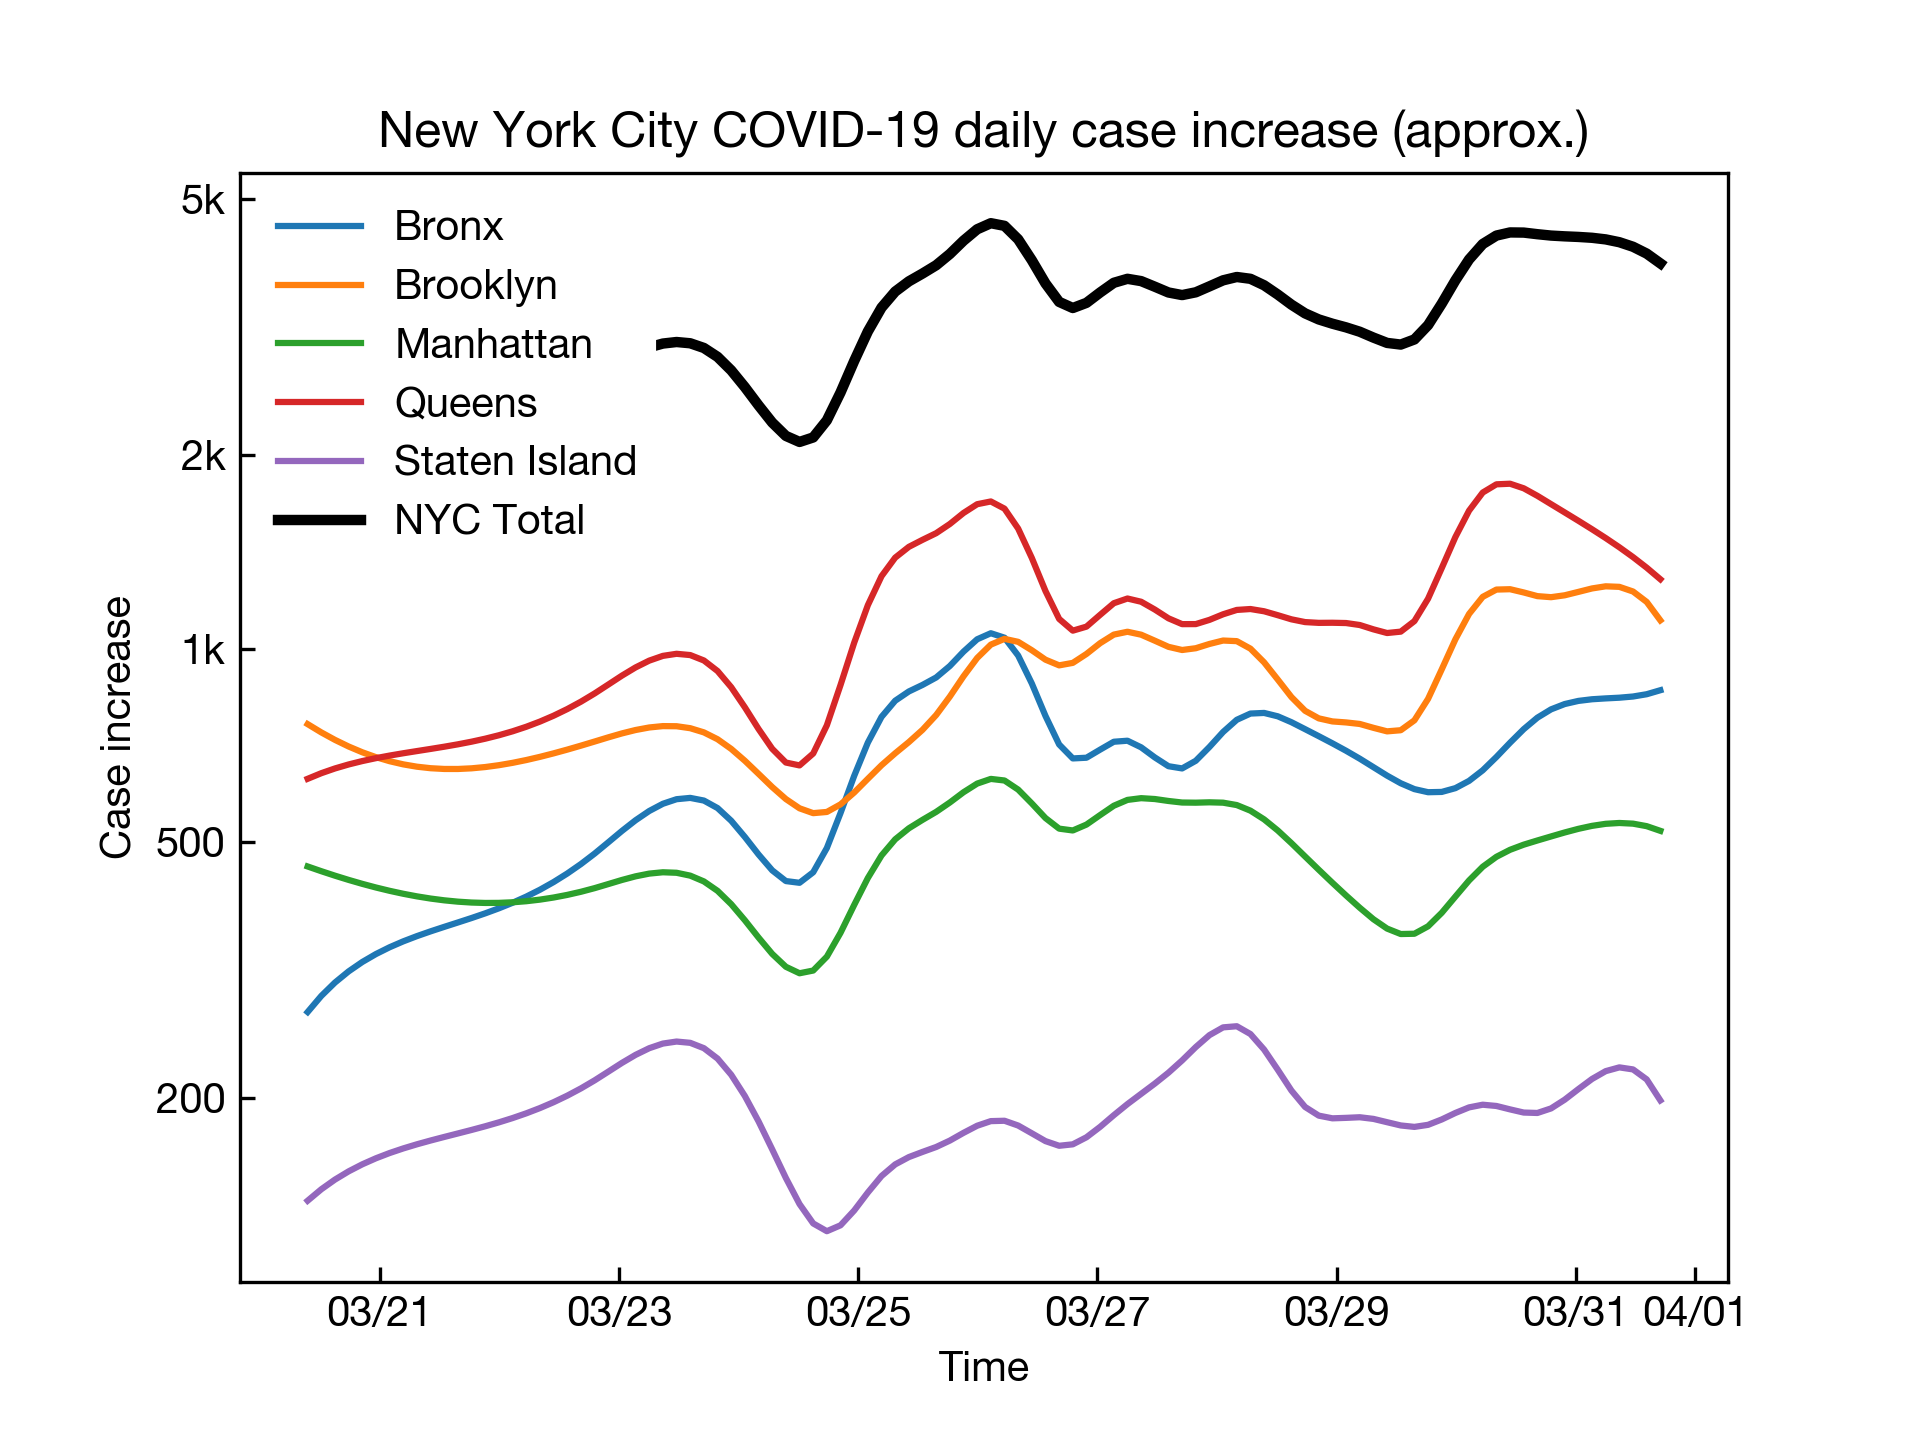 New York City COVID-19 daily case increase (approx.)
5k
2k
1k
500
200
Case increase
Bronx
Brooklyn
Manhattan
Queens
Staten Island
NYC Total
03/21 03/23 03/25 03/27 03/29 03/31 04/01
Time